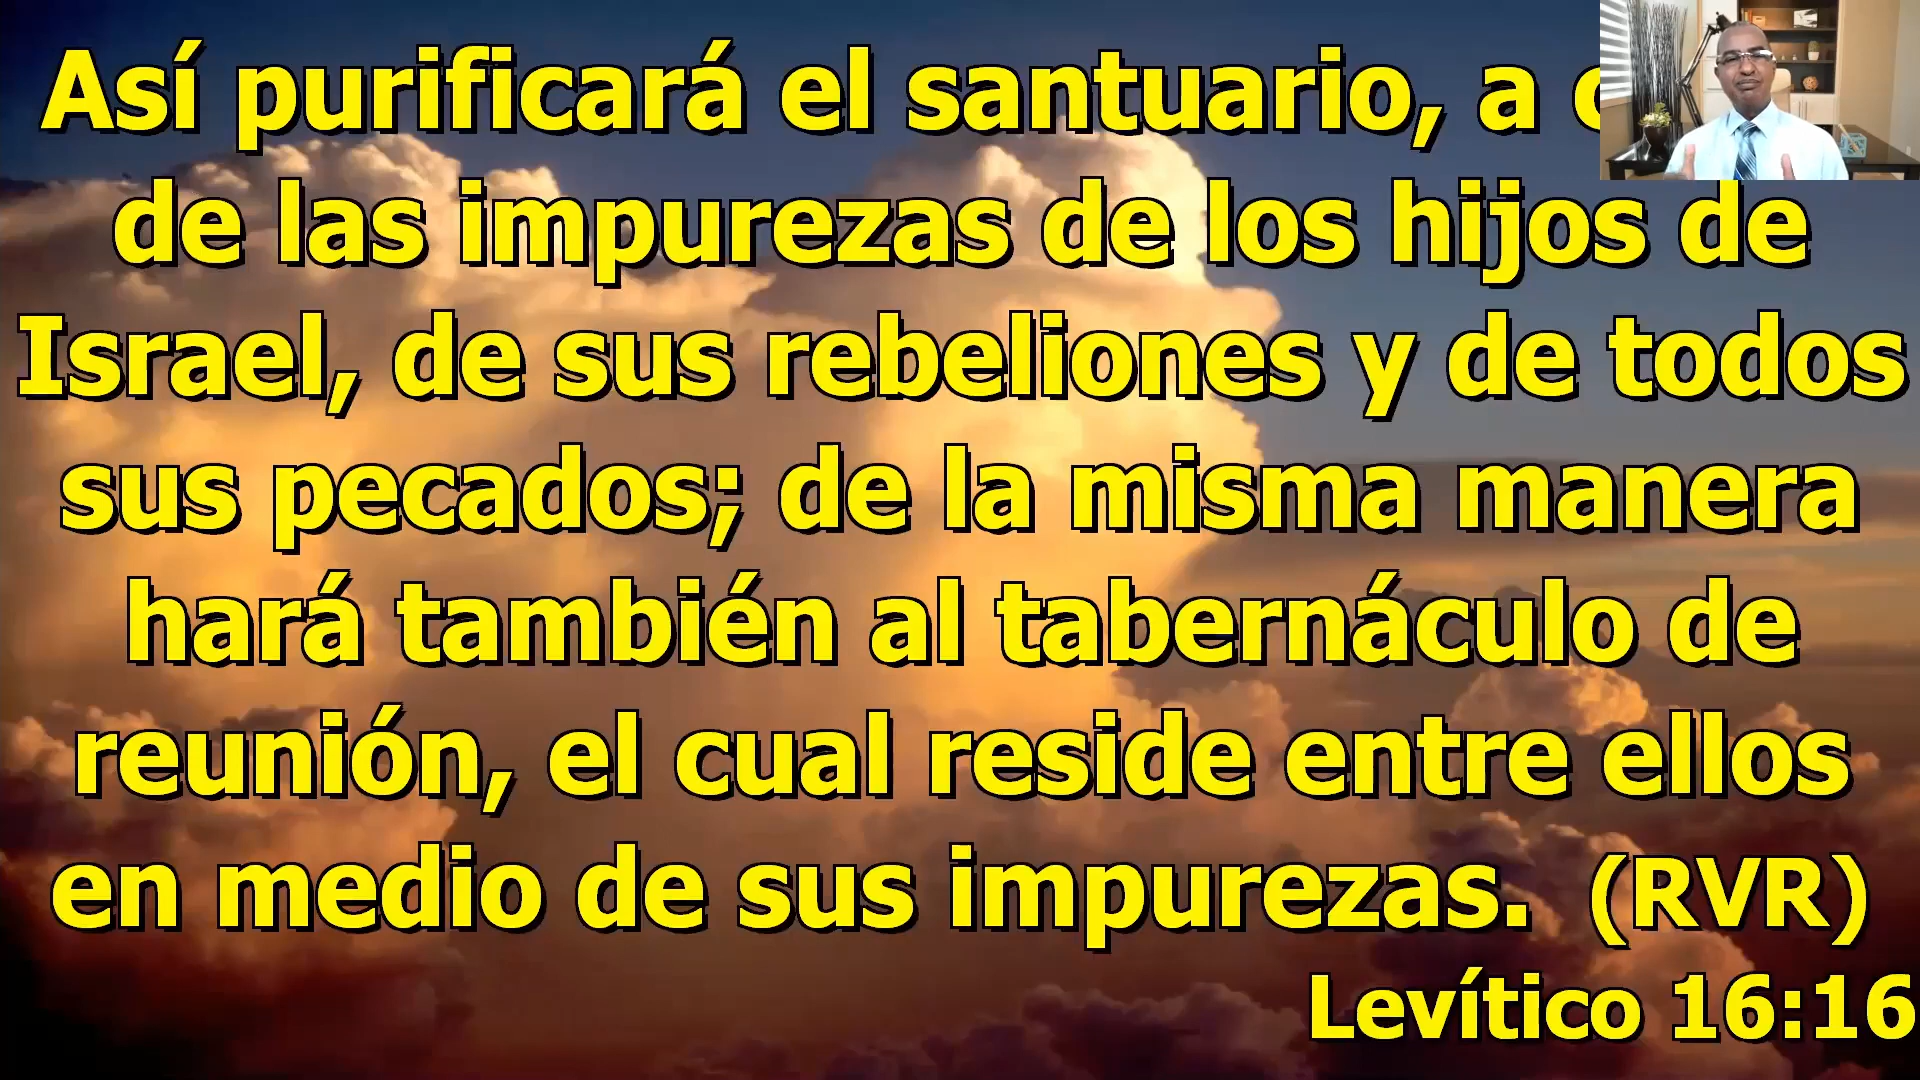 Así purificará el santuario, a
de las impurezas de los hijos de
Israel, de sus rebeliones y de todos
sus pecados; de la misma manera
hará también al tabernáculo de
reunión, el cual reside entre ellos
en medio de sus impurezas. (RVR)
Levítico 16:16